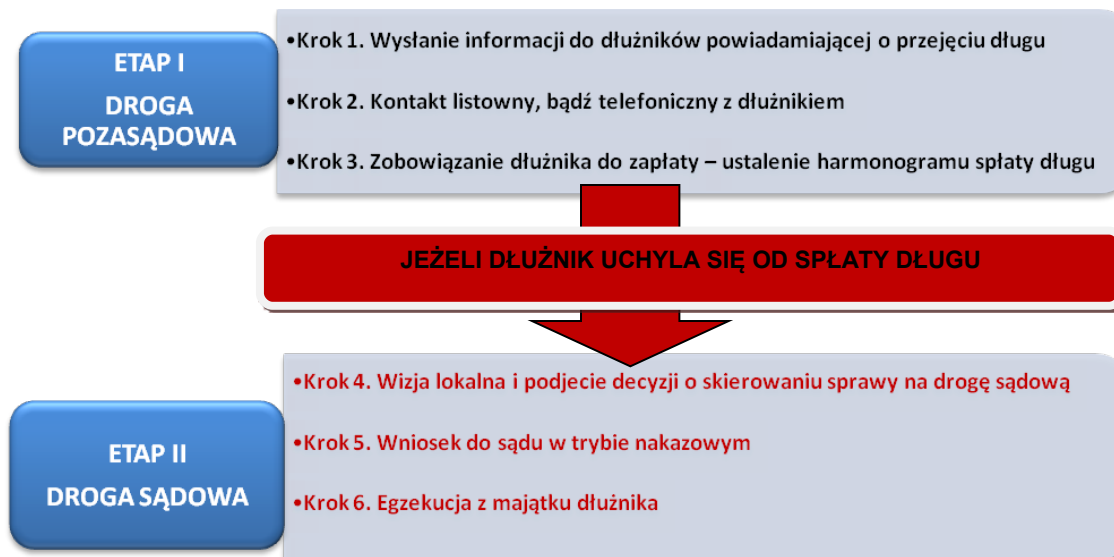 ETAP I
DROGA
POZASĄDOWA
•Krok 1. Wysłanie informacji do dłużników powiadamiającej o przejęciu długu
•Krok 2. Kontakt listowny, bądź telefoniczny z dłużnikiem
•Krok 3. Zobowiązanie dłużnika do zapłaty – ustalenie harmonogramu spłaty długu
JEŻELI DŁUŻNIK UCHYLA SIĘ OD SPŁATY DŁUGU
ETAP II
DROGA SĄDOWA
•Krok 4. Wizja lokalna i podjecie decyzji o skierowaniu sprawy na drogę sądową
•Krok 5. Wniosek do sądu w trybie nakazowym
•Krok 6. Egzekucja z majątku dłużnika